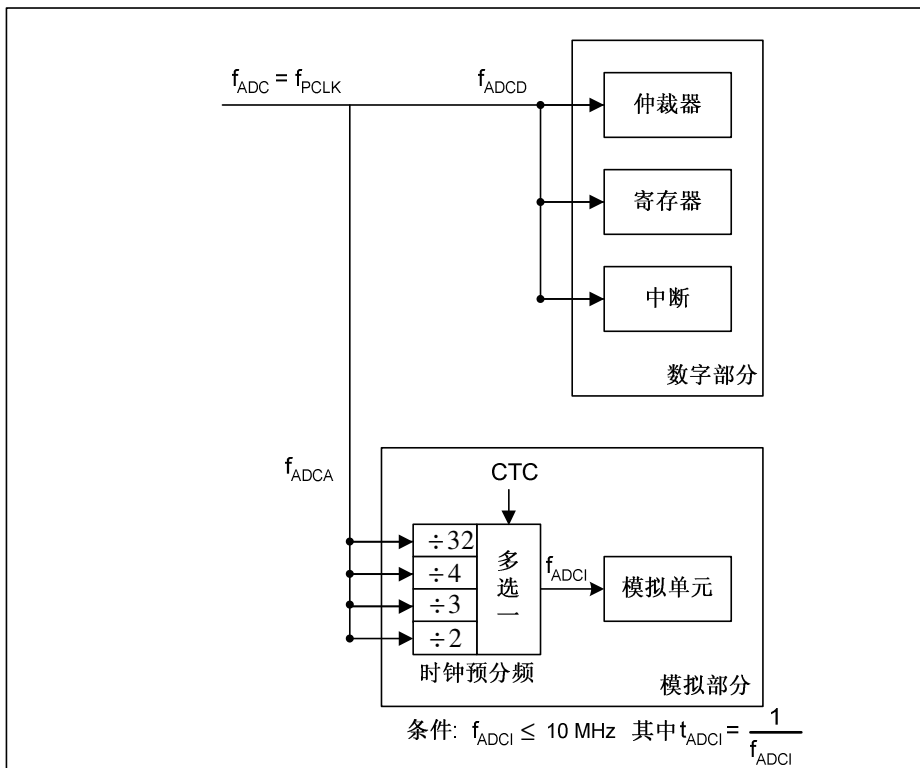 f_ADC = f_PCLK
f_ADCD
仲裁器
寄存器
中断
数字部分
f_ADCA
CTC
÷32
÷4
÷3
÷2
多选一
f_ADCI
模拟单元
时钟预分频
模拟部分
条件: f_ADCI ≤ 10 MHz 其中 t_ADCI = 1 / f_ADCI